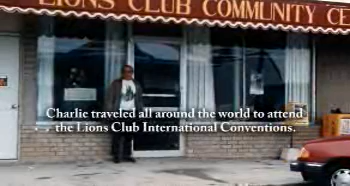 LIONS CLUB COMMUNITY CE
Charlie traveled all around the world to attend
the Lions Club International Conventions.